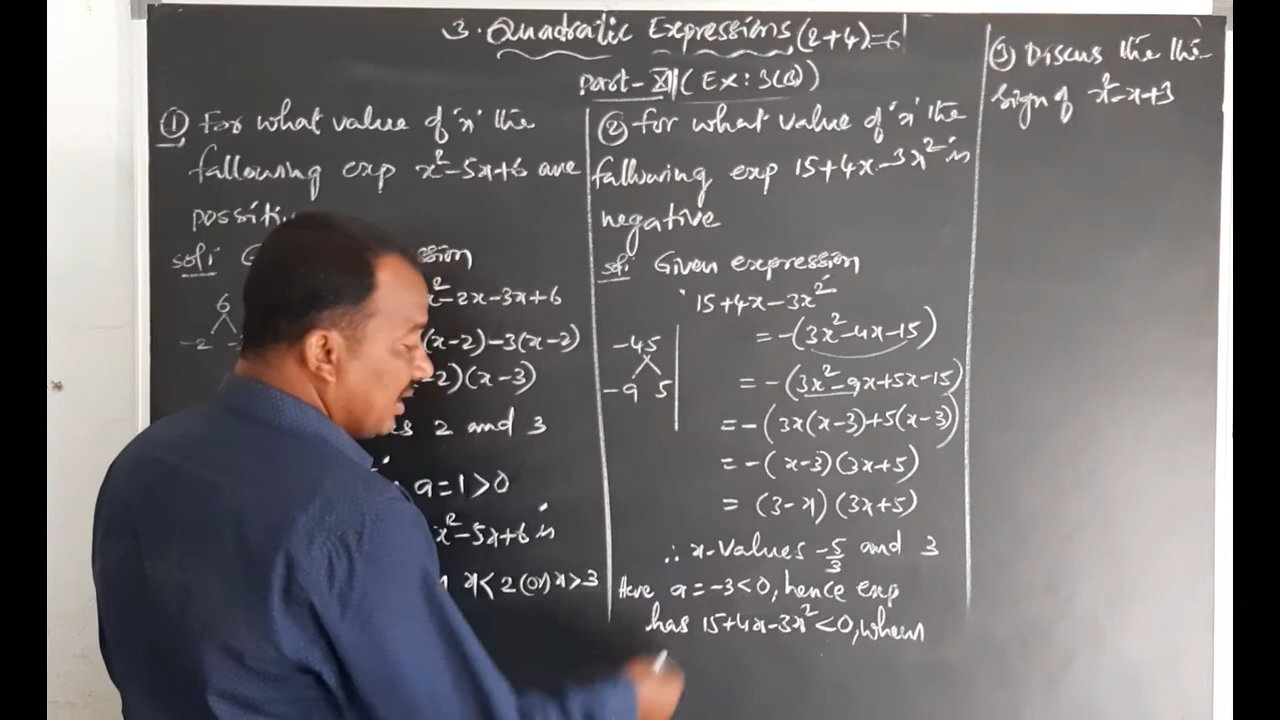 3. Quadratic Expressions (2+4)=6
Part-XI (Ex: 3(B))
① For what value of 'x' the
fallowing exp x²-5x+6 are
possiti
sol:
6
-2
x²-2x-3x+6
(x-2)-3(x-2)
-2)(x-3)
2 and 3
a=1>0
x²-5x+6 is
x<2(or)x>3
② For what value of 'x' the
fallwaring exp 15+4x-3x² is
negative
sol: Given expression
15+4x-3x²
= -(3x²-4x-15)
-45
-9 5
= -(3x²-9x+5x-15)
= -(3x(x-3)+5(x-3))
= -(x-3)(3x+5)
= (3-x)(3x+5)
∴ x-Values -5/3 and 3
Here a=-3<0, hence exp
has 15+4x-3x²<0, when
③ Discus the the
sign of x²-x+3